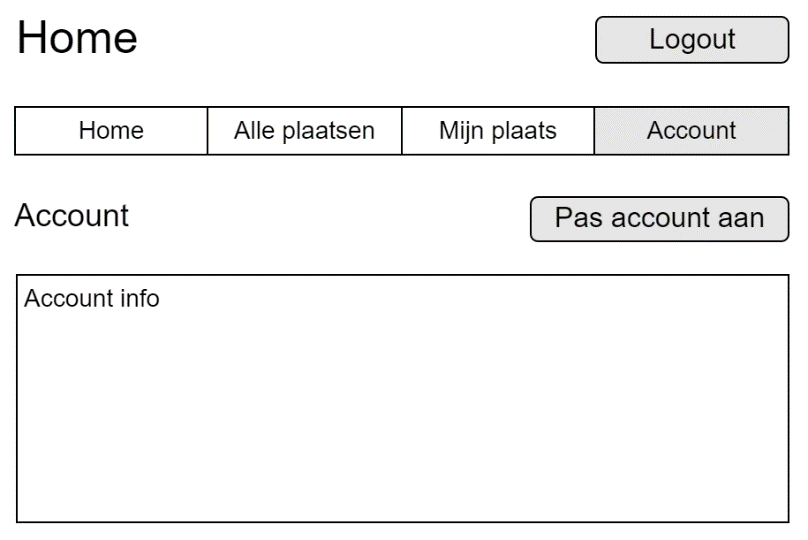 Home
Logout
Home
Alle plaatsen
Mijn plaats
Account
Account
Pas account aan
Account info